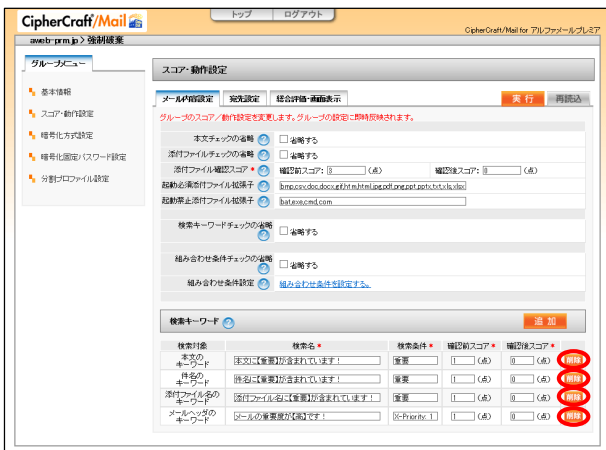 CipherCraft/Mail
トップ ログアウト
CipherCraft/Mail for アルファメールプレミア
aweb-prm.jp > 強制破棄
グループメニュー
基本情報
スコア・動作設定
暗号化方式設定
暗号化固定パスワード設定
分割プロファイル設定
スコア・動作設定
メール内容設定 宛先設定 総合評価・画面表示 実行 再読込
グループのスコア／動作設定を変更します。グループの設定に即時反映されます。
本文チェックの省略 ? 省略する
添付ファイルチェックの省略 ? 省略する
添付ファイル確認スコア * ? 確認前スコア: 3 (点) 確認後スコア: 0 (点)
起動必須添付ファイル拡張子 ? bmp,csv,doc,docx,gif,htm,html,jpg,pdf,png,ppt,pptx,txt,xls,xlsx
起動禁止添付ファイル拡張子 ? bat,exe,cmd,com
検索キーワードチェックの省略 ? 省略する
組み合わせ条件チェックの省略 ? 省略する
組み合わせ条件設定 ? 組み合わせ条件を設定する。
検索キーワード ? 追加
検索対象 検索名 * 検索条件 * 確認前スコア * 確認後スコア *
本文の
キーワード 本文に【重要】が含まれています！ 重要 1 (点) 0 (点) 削除
件名の
キーワード 件名に【重要】が含まれています！ 重要 1 (点) 0 (点) 削除
添付ファイル名の
キーワード 添付ファイル名に【重要】が含まれています！ 重要 1 (点) 0 (点) 削除
メールヘッダの
キーワード メールの重要度が【高】です！ X-Priority: 1 1 (点) 0 (点) 削除